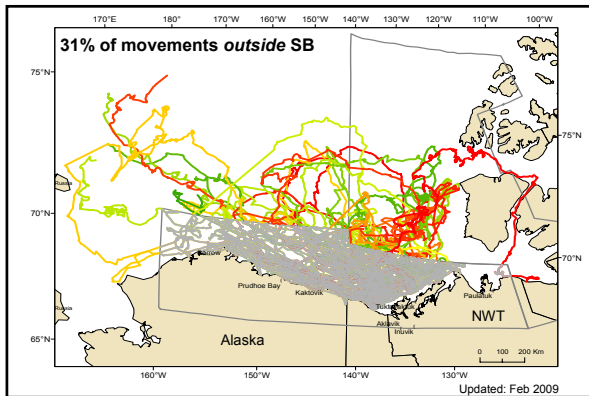 170°E 180° 170°W 160°W 150°W 140°W 130°W 120°W 110°W 100°W
31% of movements outside SB
75°N
75°N
Russia
70°N
70°N
Barrow
Prudhoe Bay
Kaktovik
Tuktoyaktuk
Paulatuk
Russia
Aklavik
Inuvik
NWT
65°N
Alaska
0 100 200 Km
160°W 150°W 140°W 130°W
Updated: Feb 2009